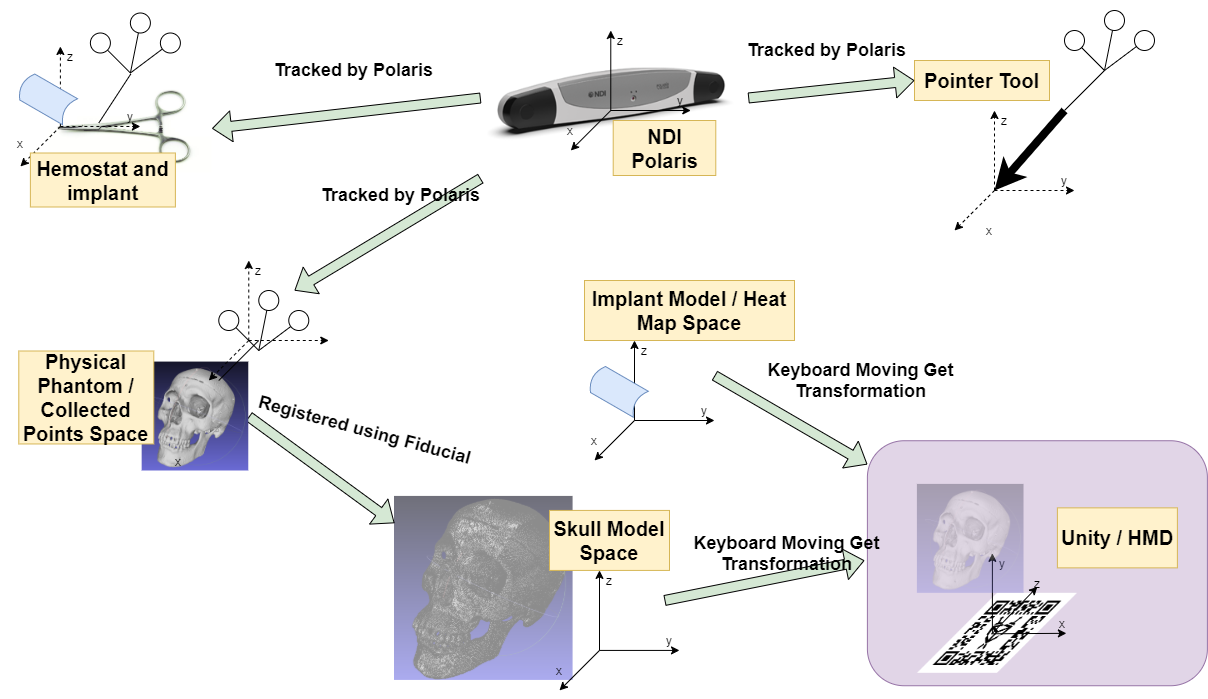 z
y
x
Hemostat and
implant
Tracked by Polaris
NDI
z
y
x
NDI
Polaris
Tracked by Polaris
Pointer Tool
z
y
x
Tracked by Polaris
z
x
Physical
Phantom /
Collected
Points Space
Registered using Fiducial
Implant Model / Heat
Map Space
z
y
x
Keyboard Moving Get
Transformation
Skull Model
Space
z
y
x
Keyboard Moving Get
Transformation
Unity / HMD
y
z
x